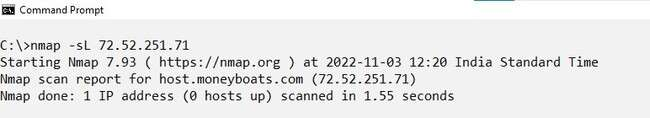 Command Prompt
C:\>nmap -sL 72.52.251.71
Starting Nmap 7.93 ( https://nmap.org ) at 2022-11-03 12:20 India Standard Time
Nmap scan report for host.moneyboats.com (72.52.251.71)
Nmap done: 1 IP address (0 hosts up) scanned in 1.55 seconds